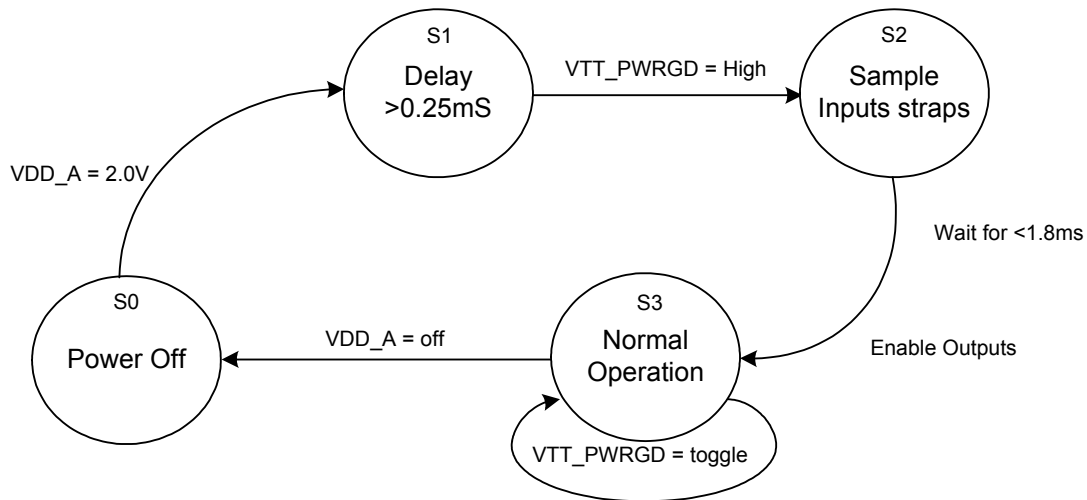 S1
Delay
>0.25mS
VTT_PWRGD = High
S2
Sample
Inputs straps
VDD_A = 2.0V
Wait for <1.8ms
S0
Power Off
VDD_A = off
S3
Normal
Operation
Enable Outputs
VTT_PWRGD = toggle